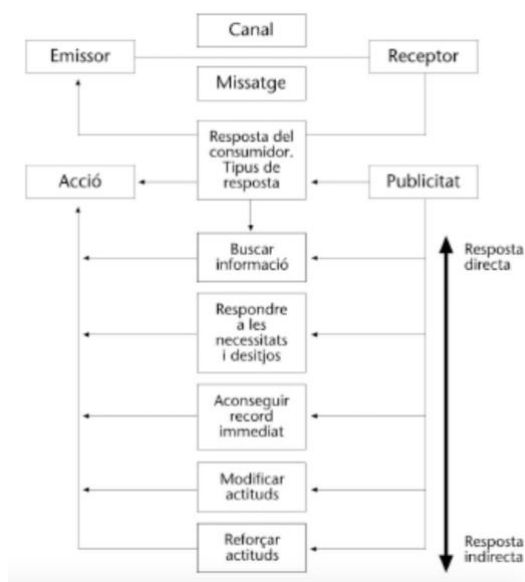 Canal
Emissor
Receptor
Missatge
Resposta del
consumidor.
Tipus de
resposta
Acció
Publicitat
Buscar
informació
Resposta
directa
Respondre
a les
necessitats
i desitjos
Aconseguir
record
immediat
Modificar
actituds
Reforçar
actituds
Resposta
indirecta